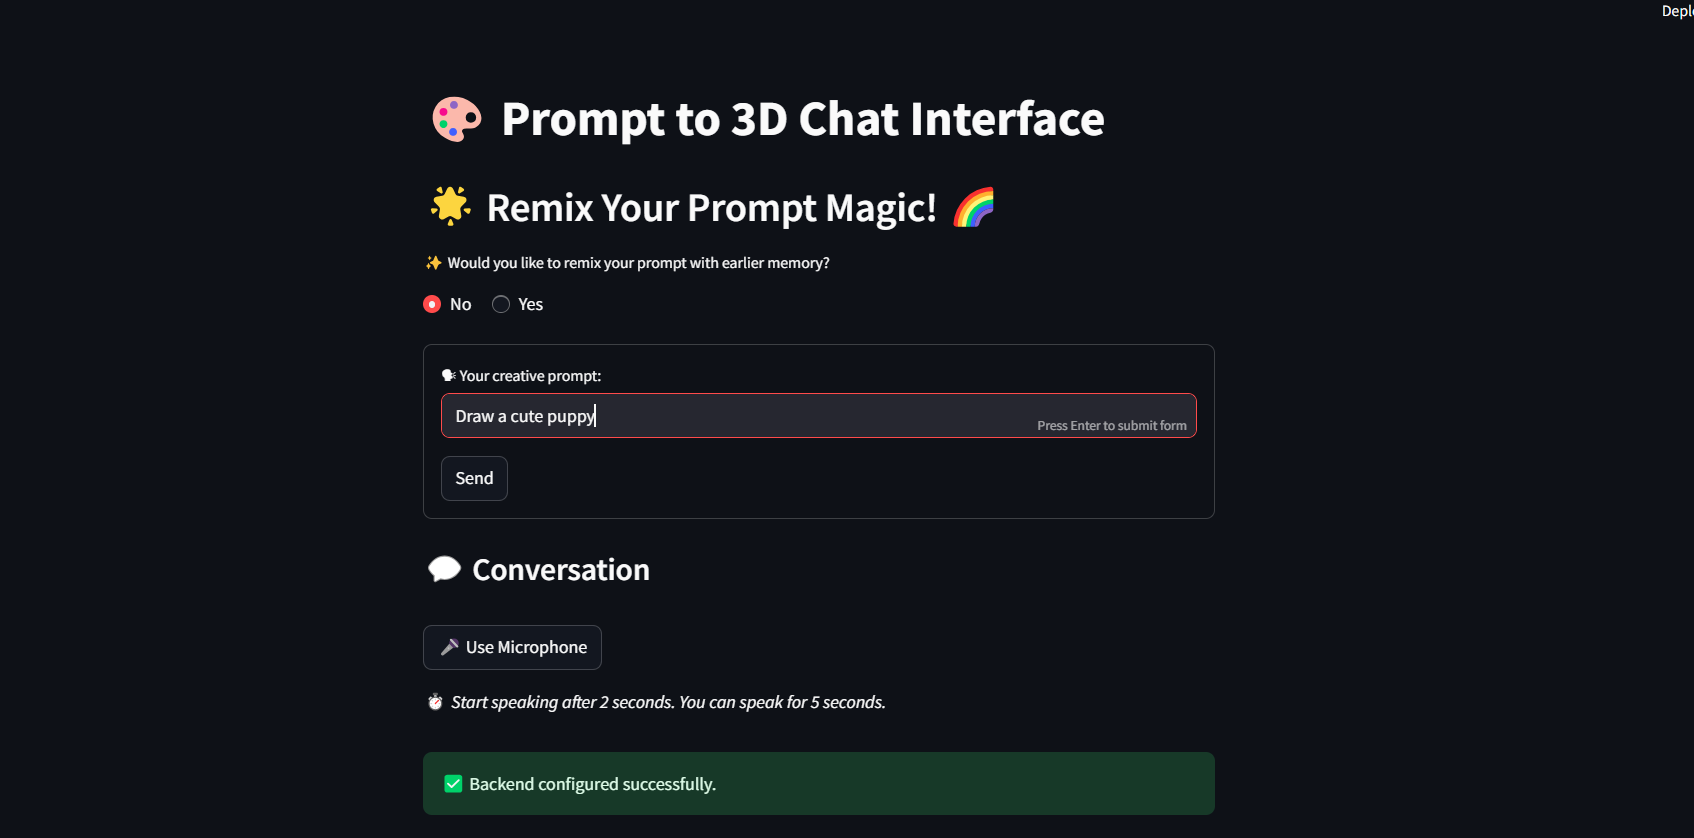 Deplo
Prompt to 3D Chat Interface
Remix Your Prompt Magic!
Would you like to remix your prompt with earlier memory?
No Yes
Your creative prompt:
Draw a cute puppy
Press Enter to submit form
Send
Conversation
Use Microphone
Start speaking after 2 seconds. You can speak for 5 seconds.
Backend configured successfully.